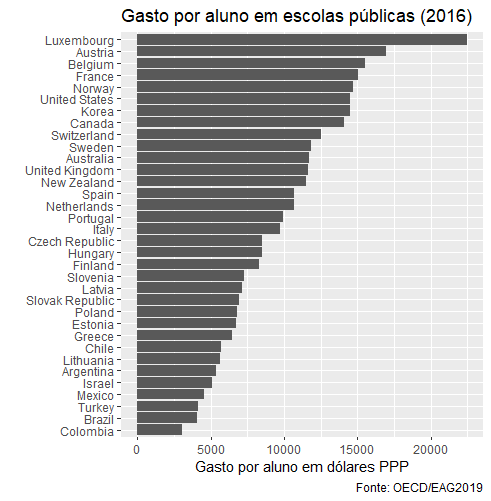 Gasto por aluno em escolas públicas (2016)
Luxembourg
Austria
Belgium
France
Norway
United States
Korea
Canada
Switzerland
Sweden
Australia
United Kingdom
New Zealand
Spain
Netherlands
Portugal
Italy
Czech Republic
Hungary
Finland
Slovenia
Latvia
Slovak Republic
Poland
Estonia
Greece
Chile
Lithuania
Argentina
Israel
Mexico
Turkey
Brazil
Colombia
0 5000 10000 15000 20000
Gasto por aluno em dólares PPP
Fonte: OECD/EAG2019